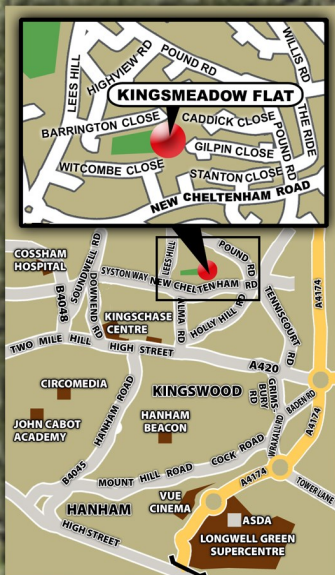 LEES HILL
HIGHVIEW RD
POUND RD
WILLIS RD
THE RIDE
KINGSMEADOW FLAT
BARRINGTON CLOSE
CADDICK CLOSE
GILPIN CLOSE
POUND RD
WITCOMBE CLOSE
STANTON CLOSE
NEW CHELTENHAM ROAD
COSSHAM
HOSPITAL
SOUNDWELL RD
DOWNEND RD
B4048
SYSTON WAY
LEES HILL
POUND RD
NEW CHELTENHAM RD
A4174
KINGSCHASE
CENTRE
ALMA RD
HOLLY HILL RD
TENNISCOURT RD
TWO MILE HILL
HIGH STREET
A420
CIRCOMEDIA
KINGSWOOD
GRIMSBURY RD
BADEN RD
JOHN CABOT
ACADEMY
HANHAM ROAD
HANHAM
BEACON
WRAXALL RD
A4174
COCK ROAD
MOUNT HILL ROAD
B4045
A4174
TOWER LANE
VUE
CINEMA
HANHAM
HIGH STREET
ASDA
LONGWELL GREEN
SUPERCENTRE